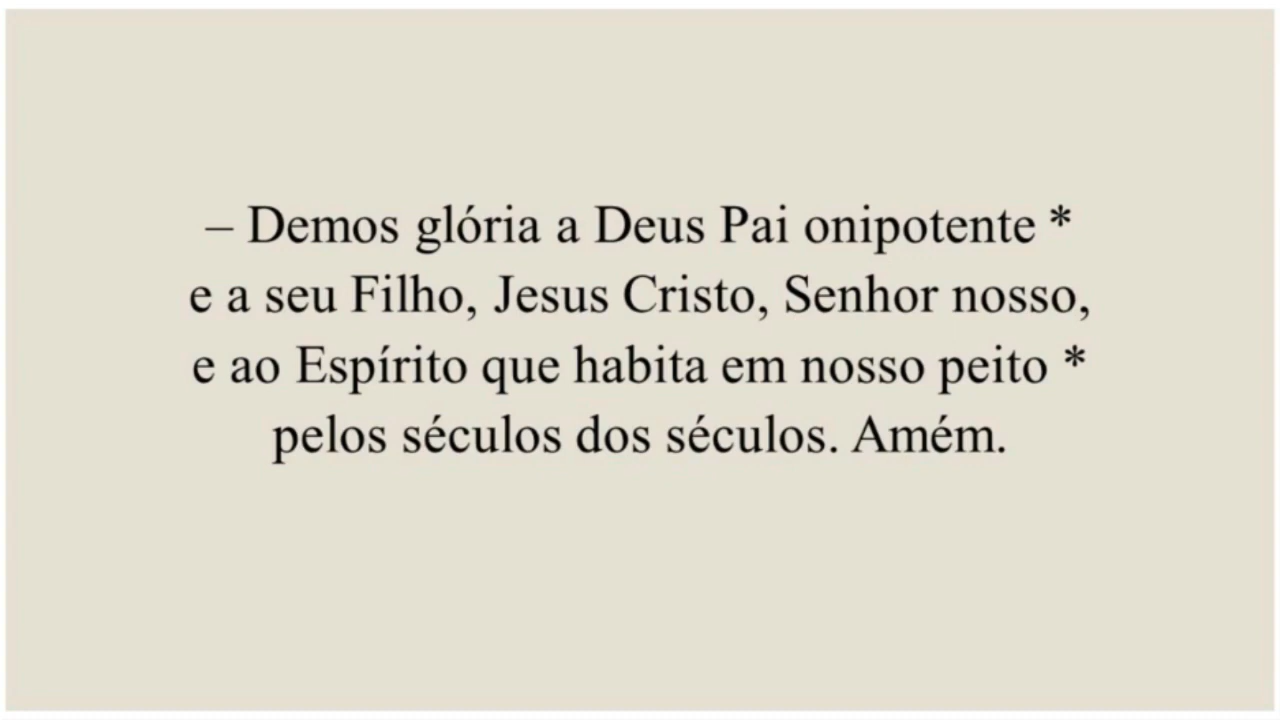 – Demos glória a Deus Pai onipotente *
e a seu Filho, Jesus Cristo, Senhor nosso,
e ao Espírito que habita em nosso peito *
pelos séculos dos séculos. Amém.